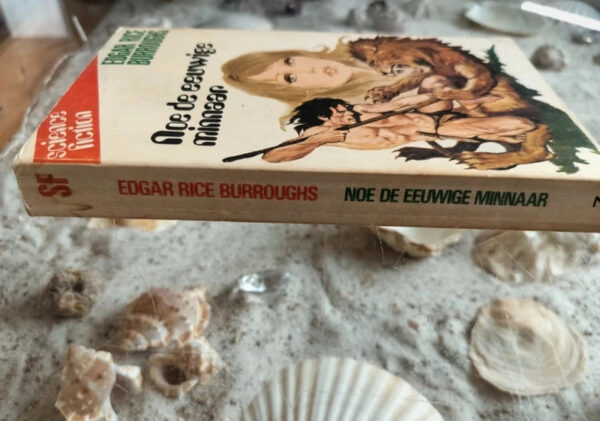 EDGAR RICE
BURROUGHS
Noe de eeuwige
minnaar
science
fiction
SF
EDGAR RICE BURROUGHS
NOE DE EEUWIGE MINNAAR